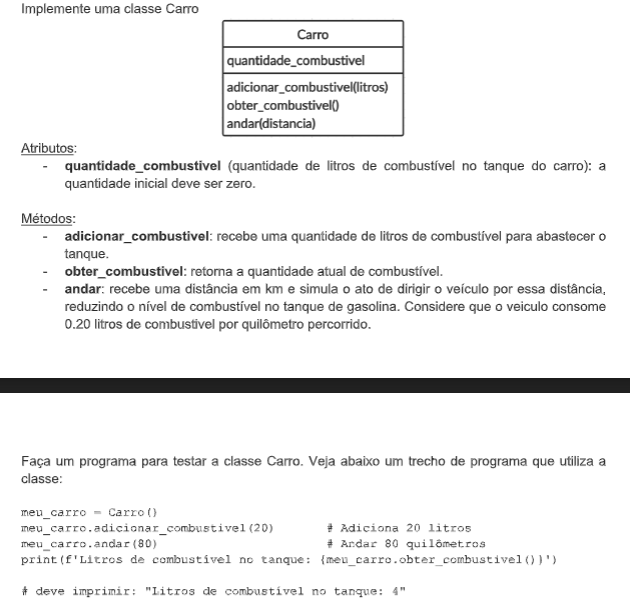 Implemente uma classe Carro
Carro
quantidade_combustivel
adicionar_combustivel(litros)
obter_combustivel()
andar(distancia)
Atributos:
- quantidade_combustivel (quantidade de litros de combustível no tanque do carro): a
quantidade inicial deve ser zero.
Métodos:
- adicionar_combustivel: recebe uma quantidade de litros de combustível para abastecer o
tanque.
- obter_combustivel: retorna a quantidade atual de combustível.
- andar: recebe uma distância em km e simula o ato de dirigir o veículo por essa distância,
reduzindo o nível de combustível no tanque de gasolina. Considere que o veiculo consome
0.20 litros de combustivel por quilômetro percorrido.
Faça um programa para testar a classe Carro. Veja abaixo um trecho de programa que utiliza a
classe:
meu_carro = Carro()
meu_carro.adicionar_combustivel(20) # Adiciona 20 litros
meu_carro.andar(80) # Andar 80 quilômetros
print(f'Litros de combustível no tanque: {meu_carro.obter_combustivel()}')
# deve imprimir: "Litros de combustível no tanque: 4"